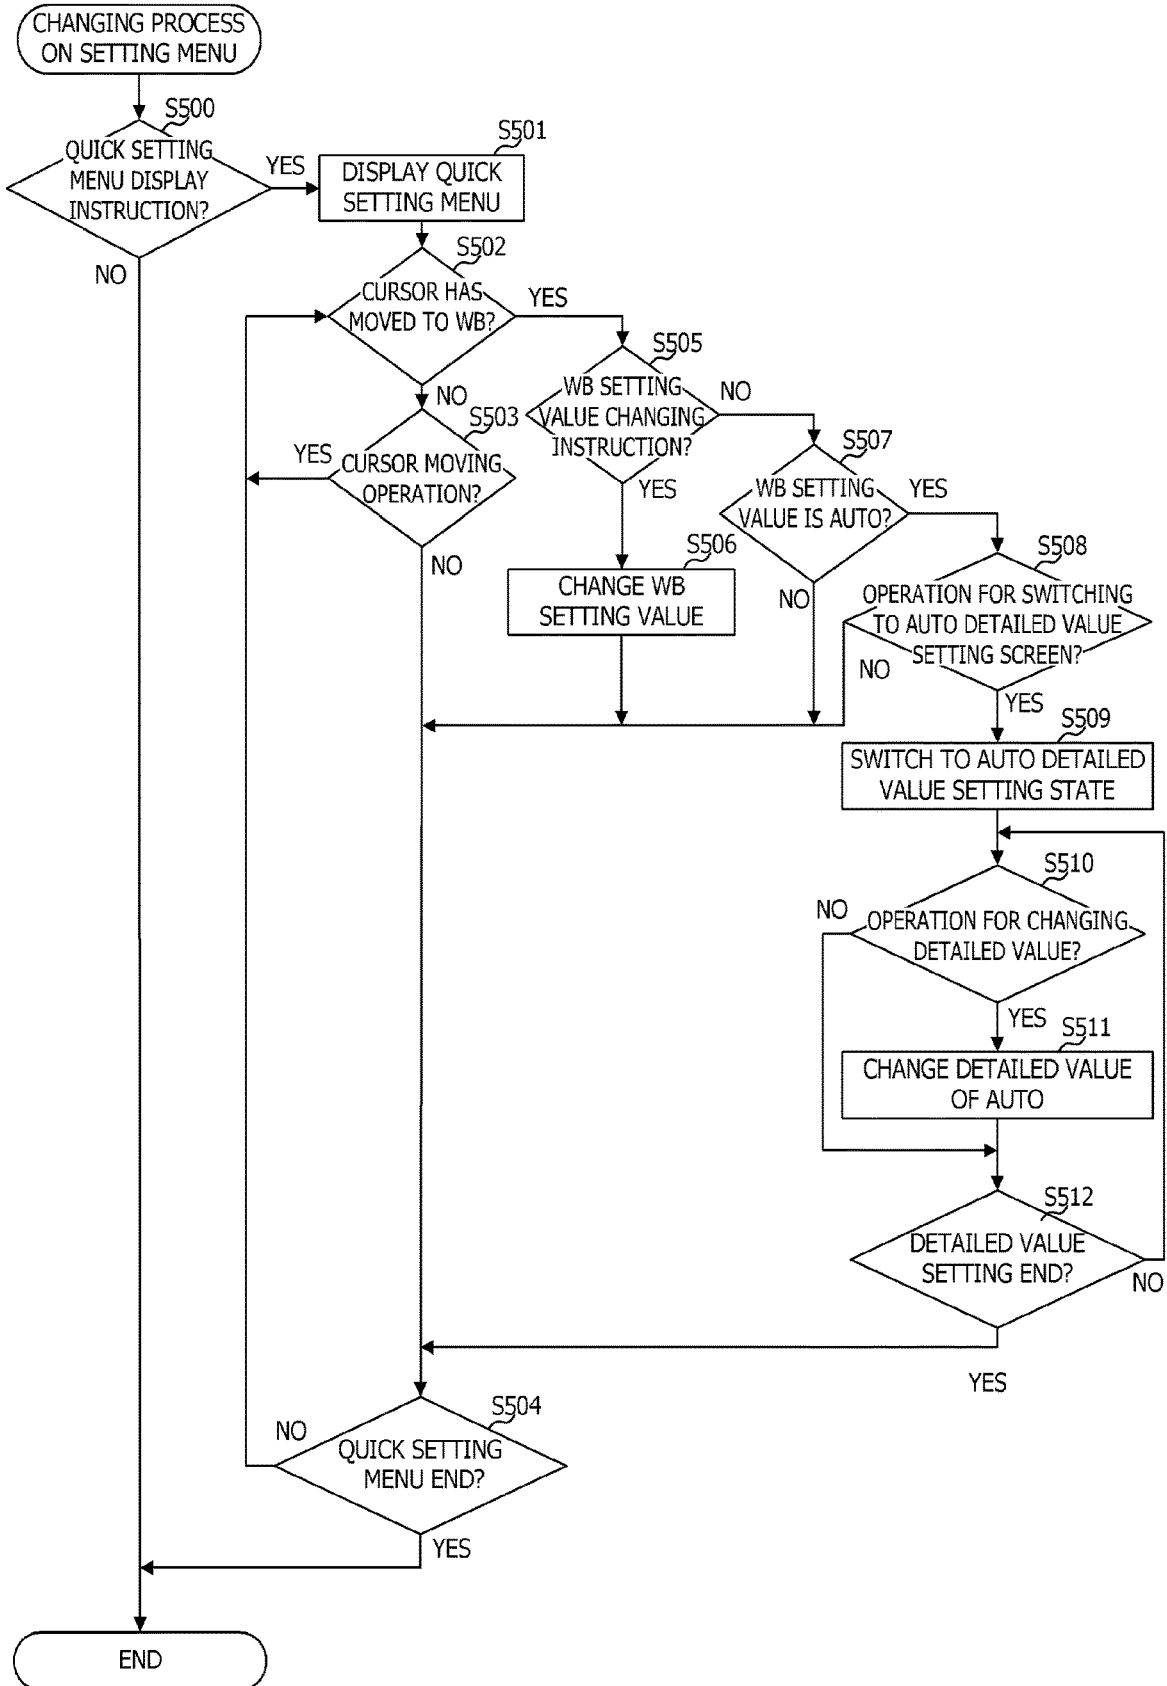 CHANGING PROCESS
ON SETTING MENU
S500
QUICK SETTING
MENU DISPLAY
INSTRUCTION?
YES
NO
S501
DISPLAY QUICK
SETTING MENU
S502
CURSOR HAS
MOVED TO WB?
YES
NO
S503
CURSOR MOVING
OPERATION?
YES
NO
S505
WB SETTING
VALUE CHANGING
INSTRUCTION?
NO
YES
S506
CHANGE WB
SETTING VALUE
S507
WB SETTING
VALUE IS AUTO?
YES
NO
S508
OPERATION FOR SWITCHING
TO AUTO DETAILED VALUE
SETTING SCREEN?
NO
YES
S509
SWITCH TO AUTO DETAILED
VALUE SETTING STATE
S510
OPERATION FOR CHANGING
DETAILED VALUE?
NO
YES
S511
CHANGE DETAILED VALUE
OF AUTO
S512
DETAILED VALUE
SETTING END?
NO
YES
S504
QUICK SETTING
MENU END?
NO
YES
END